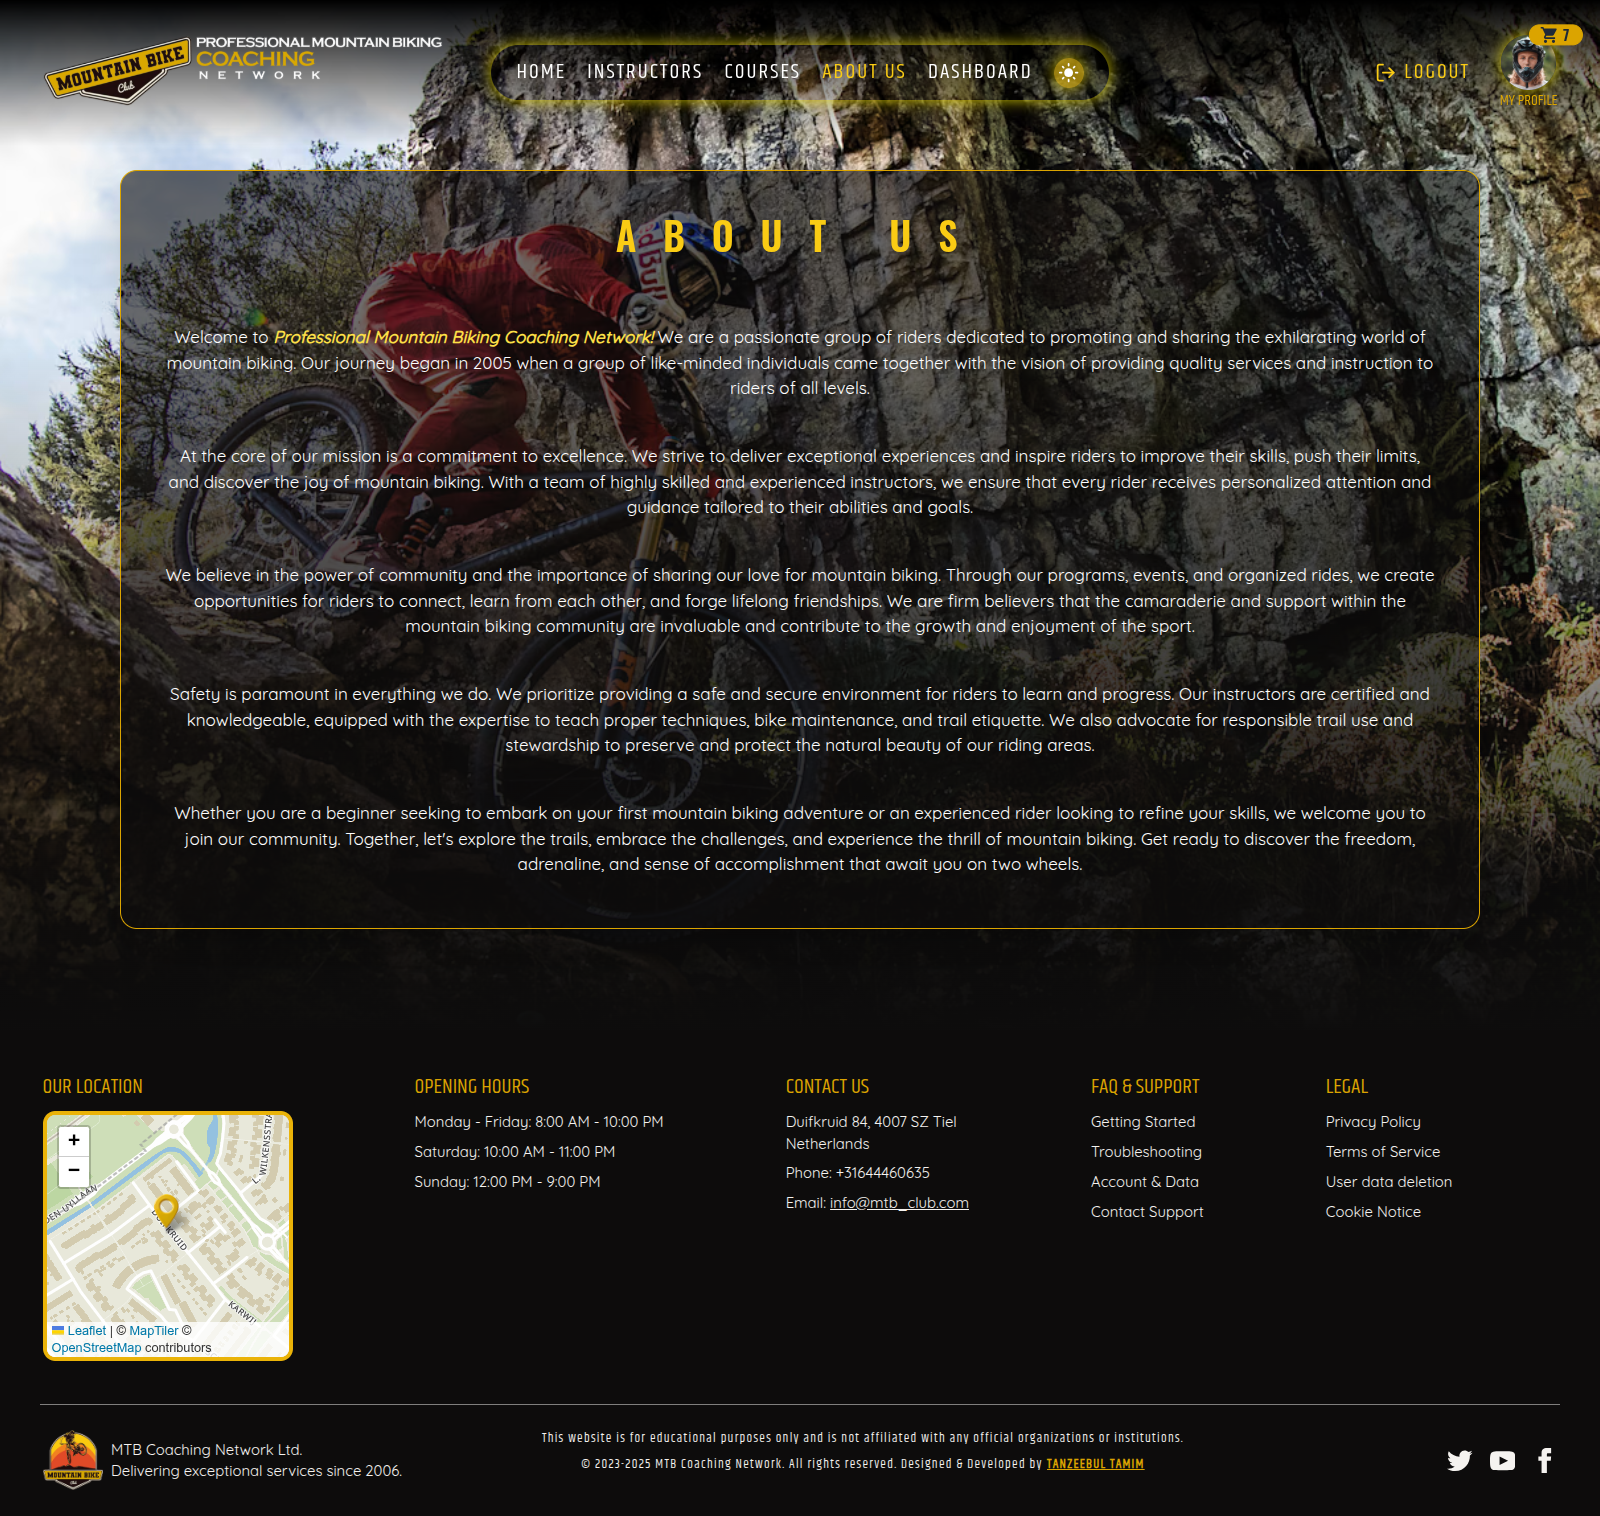 MOUNTAIN BIKE
Club
PROFESSIONAL MOUNTAIN BIKING
COACHING
NETWORK
HOME INSTRUCTORS COURSES ABOUT US DASHBOARD
LOGOUT
7
MY PROFILE
ABOUT US
Welcome to Professional Mountain Biking Coaching Network! We are a passionate group of riders dedicated to promoting and sharing the exhilarating world of
mountain biking. Our journey began in 2005 when a group of like-minded individuals came together with the vision of providing quality services and instruction to
riders of all levels.
At the core of our mission is a commitment to excellence. We strive to deliver exceptional experiences and inspire riders to improve their skills, push their limits,
and discover the joy of mountain biking. With a team of highly skilled and experienced instructors, we ensure that every rider receives personalized attention and
guidance tailored to their abilities and goals.
We believe in the power of community and the importance of sharing our love for mountain biking. Through our programs, events, and organized rides, we create
opportunities for riders to connect, learn from each other, and forge lifelong friendships. We are firm believers that the camaraderie and support within the
mountain biking community are invaluable and contribute to the growth and enjoyment of the sport.
Safety is paramount in everything we do. We prioritize providing a safe and secure environment for riders to learn and progress. Our instructors are certified and
knowledgeable, equipped with the expertise to teach proper techniques, bike maintenance, and trail etiquette. We also advocate for responsible trail use and
stewardship to preserve and protect the natural beauty of our riding areas.
Whether you are a beginner seeking to embark on your first mountain biking adventure or an experienced rider looking to refine your skills, we welcome you to
join our community. Together, let's explore the trails, embrace the challenges, and experience the thrill of mountain biking. Get ready to discover the freedom,
adrenaline, and sense of accomplishment that await you on two wheels.
OUR LOCATION
+
−
L. WILKENSSTRA
DEN-UYLLAAN
KARWI
Leaflet | © MapTiler ©
OpenStreetMap contributors
OPENING HOURS
Monday - Friday: 8:00 AM - 10:00 PM
Saturday: 10:00 AM - 11:00 PM
Sunday: 12:00 PM - 9:00 PM
CONTACT US
Duifkruid 84, 4007 SZ Tiel
Netherlands
Phone: +31644460635
Email: info@mtb_club.com
FAQ & SUPPORT
Getting Started
Troubleshooting
Account & Data
Contact Support
LEGAL
Privacy Policy
Terms of Service
User data deletion
Cookie Notice
MOUNTAIN BIKE
MTB Coaching Network Ltd.
Delivering exceptional services since 2006.
This website is for educational purposes only and is not affiliated with any official organizations or institutions.
© 2023-2025 MTB Coaching Network. All rights reserved. Designed & Developed by TANZEEBUL TAMIM